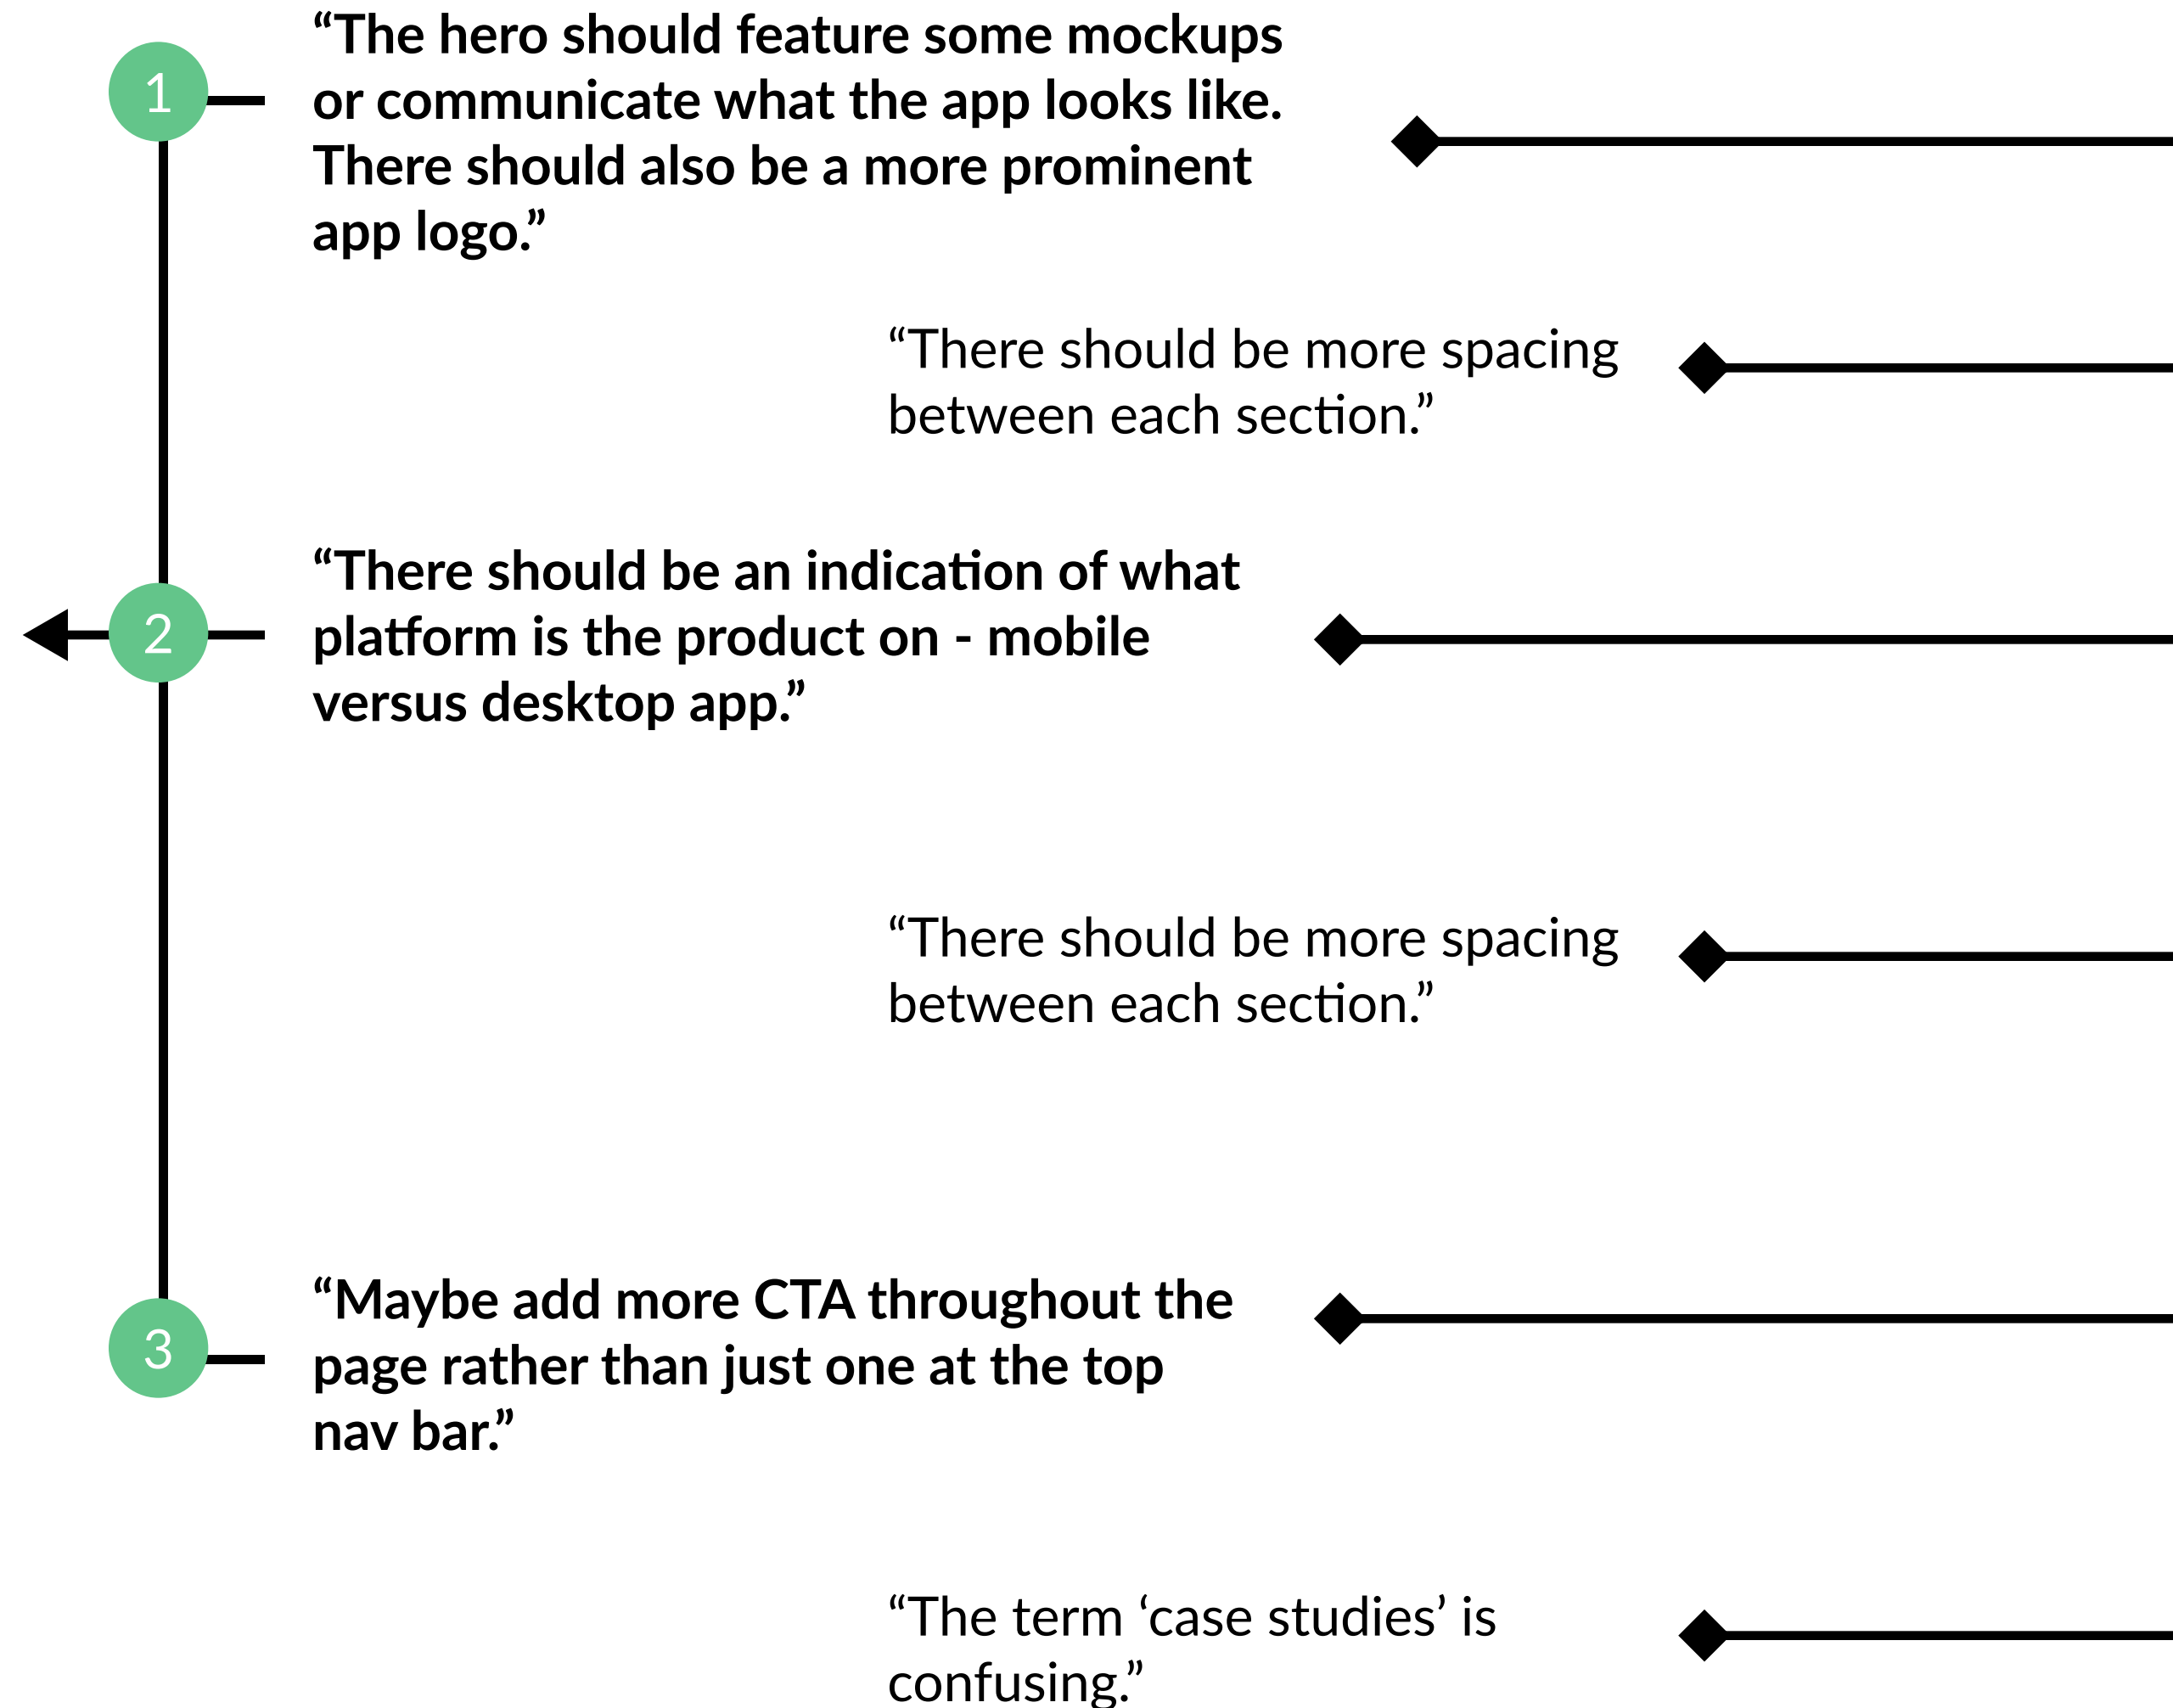 1
“The hero should feature some mockups
or communicate what the app looks like.
There should also be a more prominent
app logo.”
“There should be more spacing
between each section.”
2
“There should be an indication of what
platform is the product on - mobile
versus desktop app.”
“There should be more spacing
between each section.”
3
“Maybe add more CTA throughout the
page rather than just one at the top
nav bar.”
“The term ‘case studies’ is
confusing.”